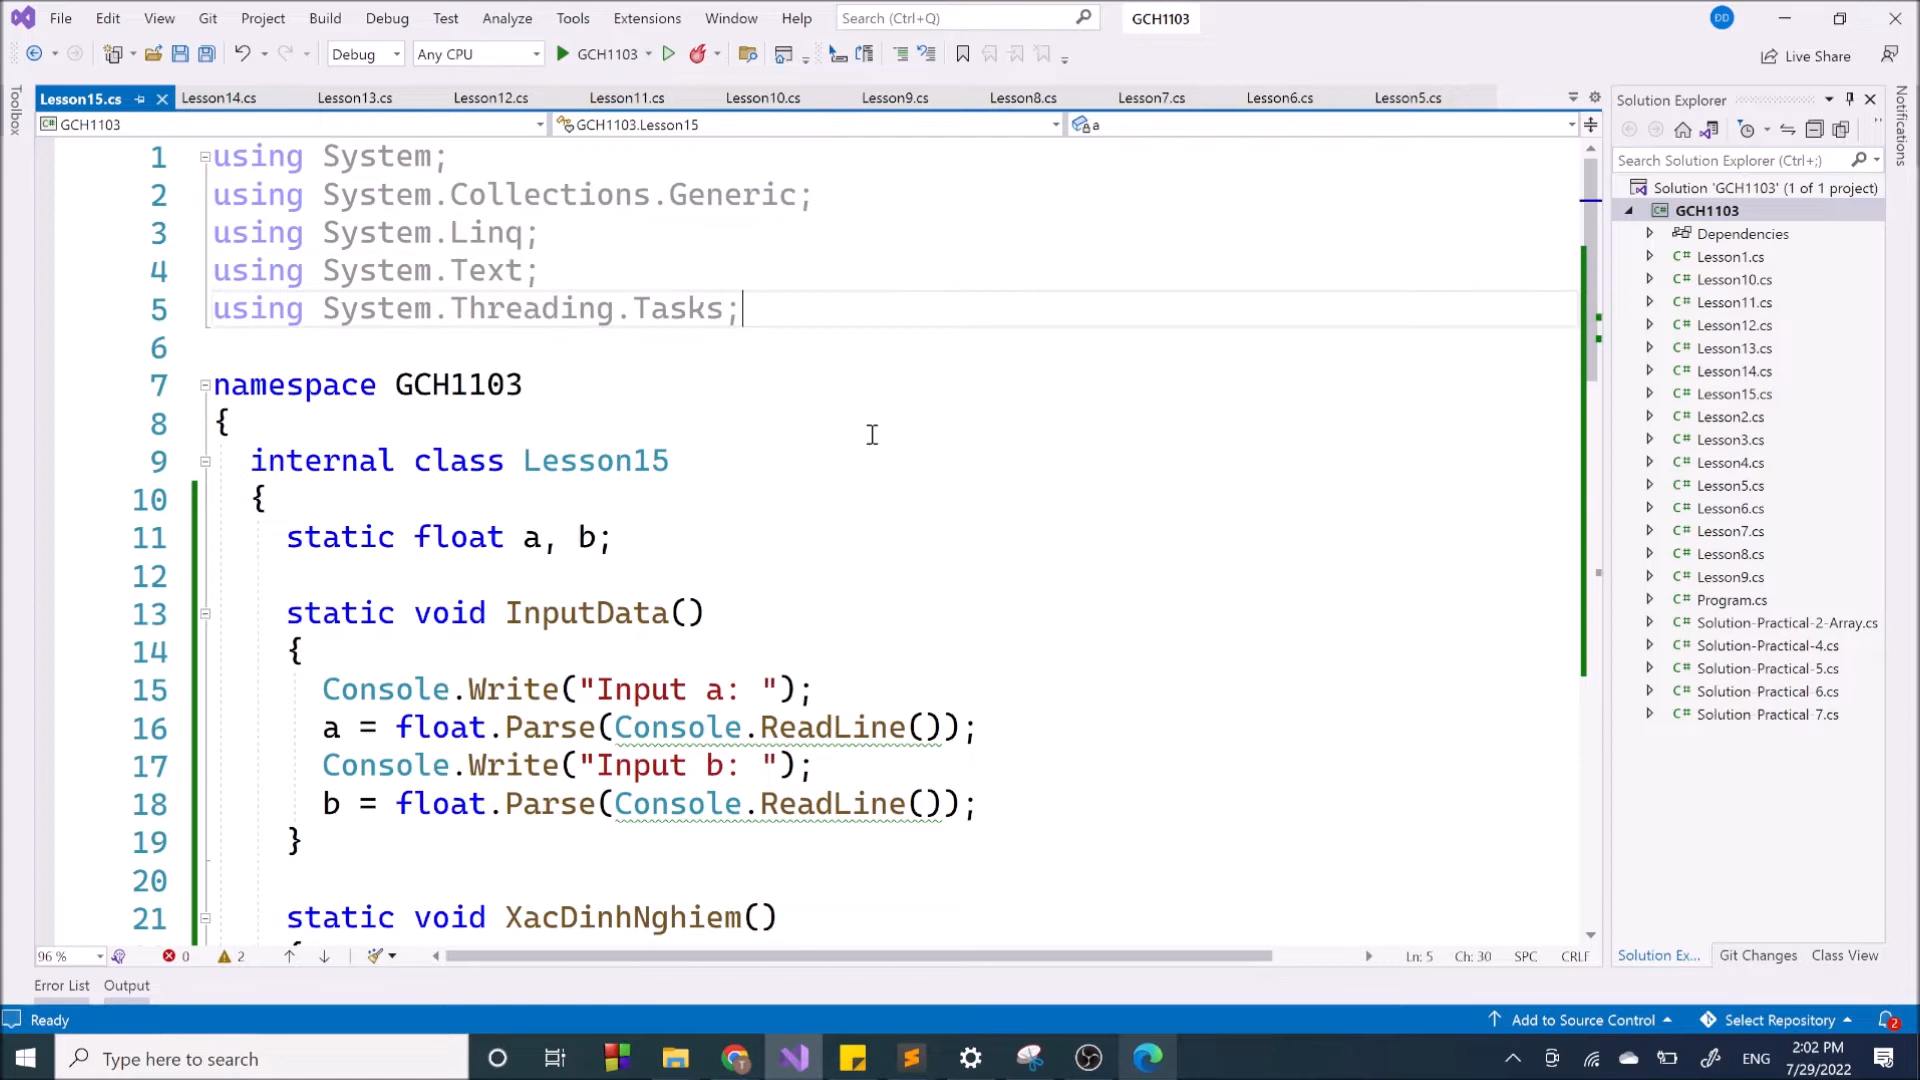 File Edit View Git Project Build Debug Test Analyze Tools Extensions Window Help Search (Ctrl+Q) GCH1103 DD
Debug Any CPU GCH1103 Live Share
Toolbox
Lesson15.cs Lesson14.cs Lesson13.cs Lesson12.cs Lesson11.cs Lesson10.cs Lesson9.cs Lesson8.cs Lesson7.cs Lesson6.cs Lesson5.cs
GCH1103 GCH1103.Lesson15 a
1 using System;
2 using System.Collections.Generic;
3 using System.Linq;
4 using System.Text;
5 using System.Threading.Tasks;
6
7 namespace GCH1103
8 {
9 internal class Lesson15
10 {
11 static float a, b;
12
13 static void InputData()
14 {
15 Console.Write("Input a: ");
16 a = float.Parse(Console.ReadLine());
17 Console.Write("Input b: ");
18 b = float.Parse(Console.ReadLine());
19 }
20
21 static void XacDinhNghiem()
96 % 0 2 Ln: 5 Ch: 30 SPC CRLF
Error List Output
Solution Explorer
Search Solution Explorer (Ctrl+;)
Solution 'GCH1103' (1 of 1 project)
C# GCH1103
Dependencies
C# Lesson1.cs
C# Lesson10.cs
C# Lesson11.cs
C# Lesson12.cs
C# Lesson13.cs
C# Lesson14.cs
C# Lesson15.cs
C# Lesson2.cs
C# Lesson3.cs
C# Lesson4.cs
C# Lesson5.cs
C# Lesson6.cs
C# Lesson7.cs
C# Lesson8.cs
C# Lesson9.cs
C# Program.cs
C# Solution-Practical-2-Array.cs
C# Solution-Practical-4.cs
C# Solution-Practical-5.cs
C# Solution-Practical-6.cs
C# Solution-Practical-7.cs
Solution Ex... Git Changes Class View
Notifications
Ready Add to Source Control Select Repository 2
Type here to search ENG 2:02 PM
7/29/2022